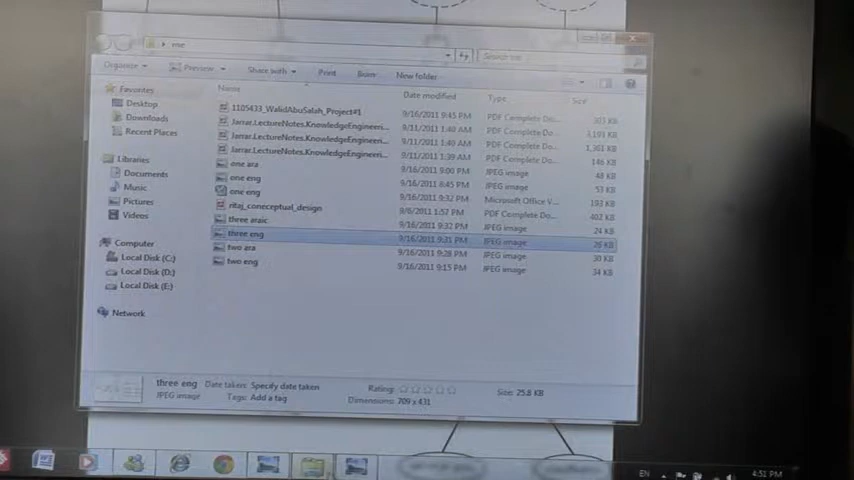 me
Organize Preview Share with Print Burn New folder
Name Date modified Type Size
1105433_WalidAbuSalah_Project#1 9/16/2011 9:45 PM PDF Complete Do... 303 KB
Jarrar.LectureNotes.KnowledgeEngineeri... 9/11/2011 1:40 AM PDF Complete Do... 3,193 KB
Jarrar.LectureNotes.KnowledgeEngineeri... 9/11/2011 1:40 AM PDF Complete Do... 1,301 KB
Jarrar.LectureNotes.KnowledgeEngineeri... 9/11/2011 1:39 AM PDF Complete Do... 146 KB
one ara 9/16/2011 9:00 PM JPEG image 48 KB
one eng 9/16/2011 8:45 PM JPEG image 53 KB
one eng 9/16/2011 9:32 PM Microsoft Office V... 193 KB
ritaj_coneceptual_design 9/8/2011 1:57 PM PDF Complete Do... 402 KB
three araic 9/16/2011 9:32 PM JPEG image 24 KB
three eng 9/16/2011 9:31 PM JPEG image 26 KB
two ara 9/16/2011 9:28 PM JPEG image 30 KB
two eng 9/16/2011 9:15 PM JPEG image 34 KB
Favorites
Desktop
Downloads
Recent Places
Libraries
Documents
Music
Pictures
Videos
Computer
Local Disk (C:)
Local Disk (D:)
Local Disk (E:)
Network
three eng Date taken: Specify date taken Rating: Size: 25.8 KB
JPEG image Tags: Add a tag Dimensions: 709 x 431
EN 4:51 PM